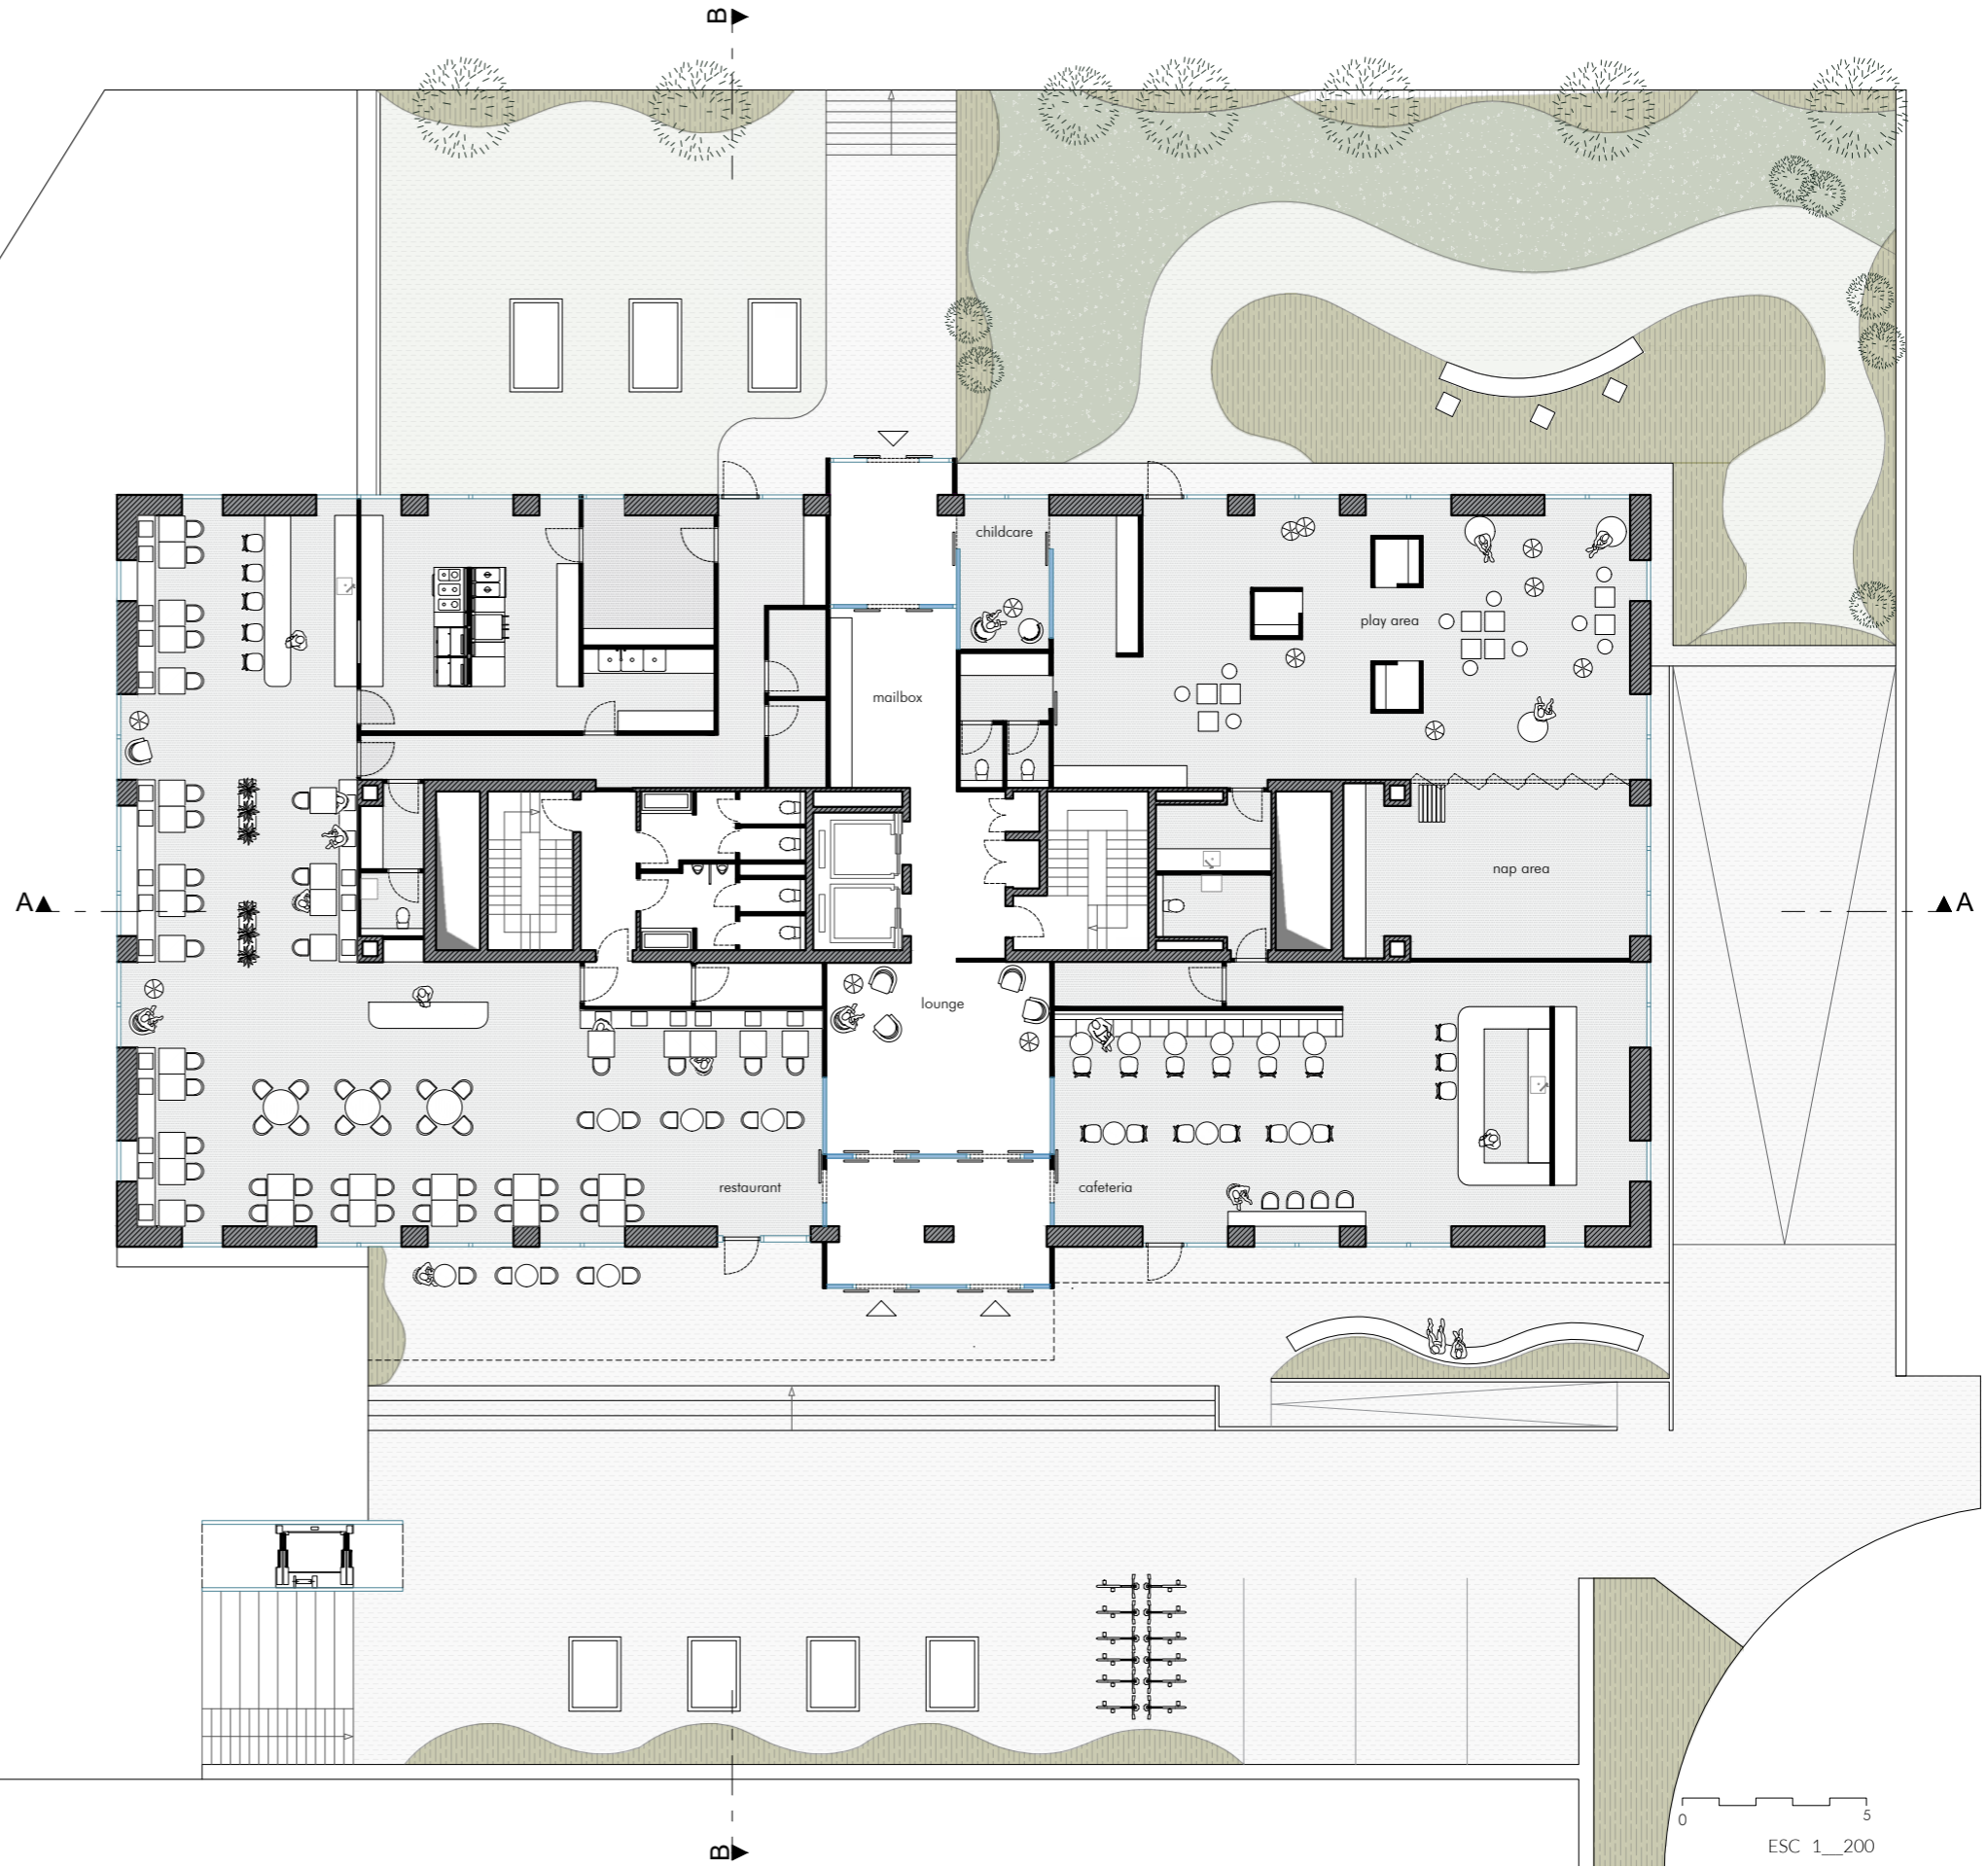 B
childcare
play area
mailbox
nap area
A
A
lounge
restaurant
cafeteria
0 5
ESC 1__200
B